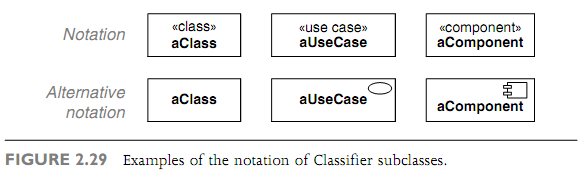 Notation
«class»
aClass
«use case»
aUseCase
«component»
aComponent
Alternative
notation
aClass
aUseCase
aComponent
FIGURE 2.29 Examples of the notation of Classifier subclasses.